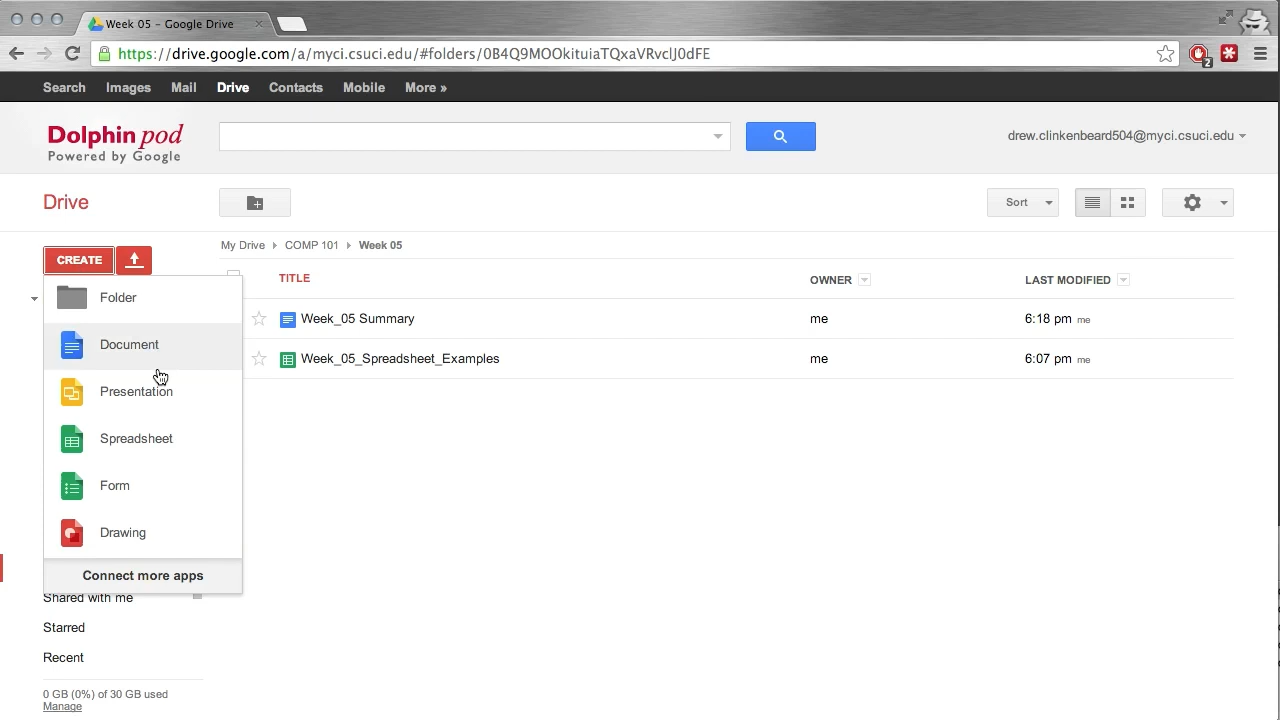 Week 05 – Google Drive
https://drive.google.com/a/myci.csuci.edu/#folders/0B4Q9MOOkituiaTQxaVRvclJ0dFE
2
Search Images Mail Drive Contacts Mobile More »
Dolphin pod
Powered by Google
drew.clinkenbeard504@myci.csuci.edu
Drive
Sort
My Drive COMP 101 Week 05
CREATE
TITLE OWNER LAST MODIFIED
Folder
Week_05 Summary me 6:18 pm me
Document
Week_05_Spreadsheet_Examples me 6:07 pm me
Presentation
Spreadsheet
Form
Drawing
Connect more apps
Shared with me
Starred
Recent
0 GB (0%) of 30 GB used
Manage